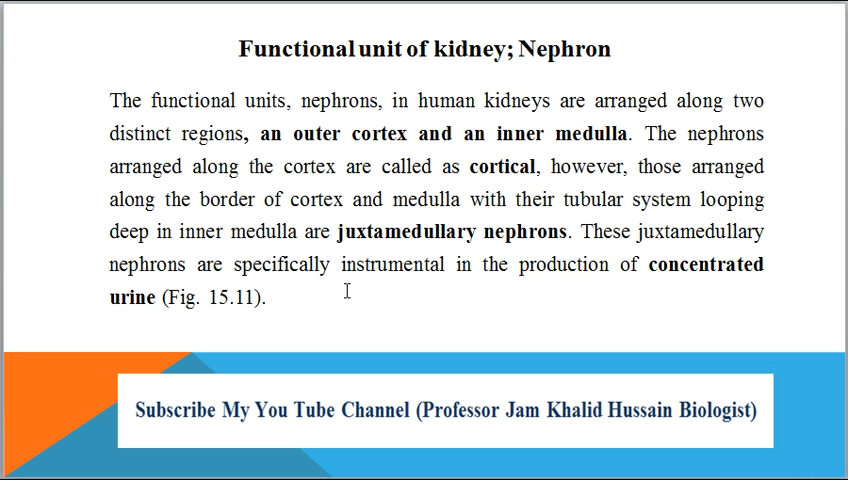 Functional unit of kidney; Nephron
The functional units, nephrons, in human kidneys are arranged along two
distinct regions, an outer cortex and an inner medulla. The nephrons
arranged along the cortex are called as cortical, however, those arranged
along the border of cortex and medulla with their tubular system looping
deep in inner medulla are juxtamedullary nephrons. These juxtamedullary
nephrons are specifically instrumental in the production of concentrated
urine (Fig. 15.11).
Subscribe My You Tube Channel (Professor Jam Khalid Hussain Biologist)